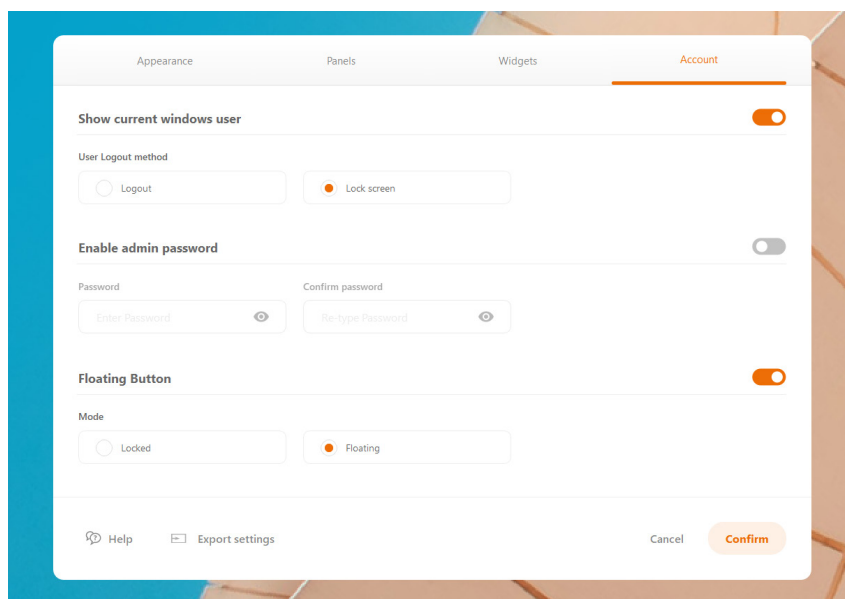 Appearance Panels Widgets Account
Show current windows user
User Logout method
Logout Lock screen
Enable admin password
Password Confirm password
Enter Password Re-type Password
Floating Button
Mode
Locked Floating
Help Export settings Cancel Confirm